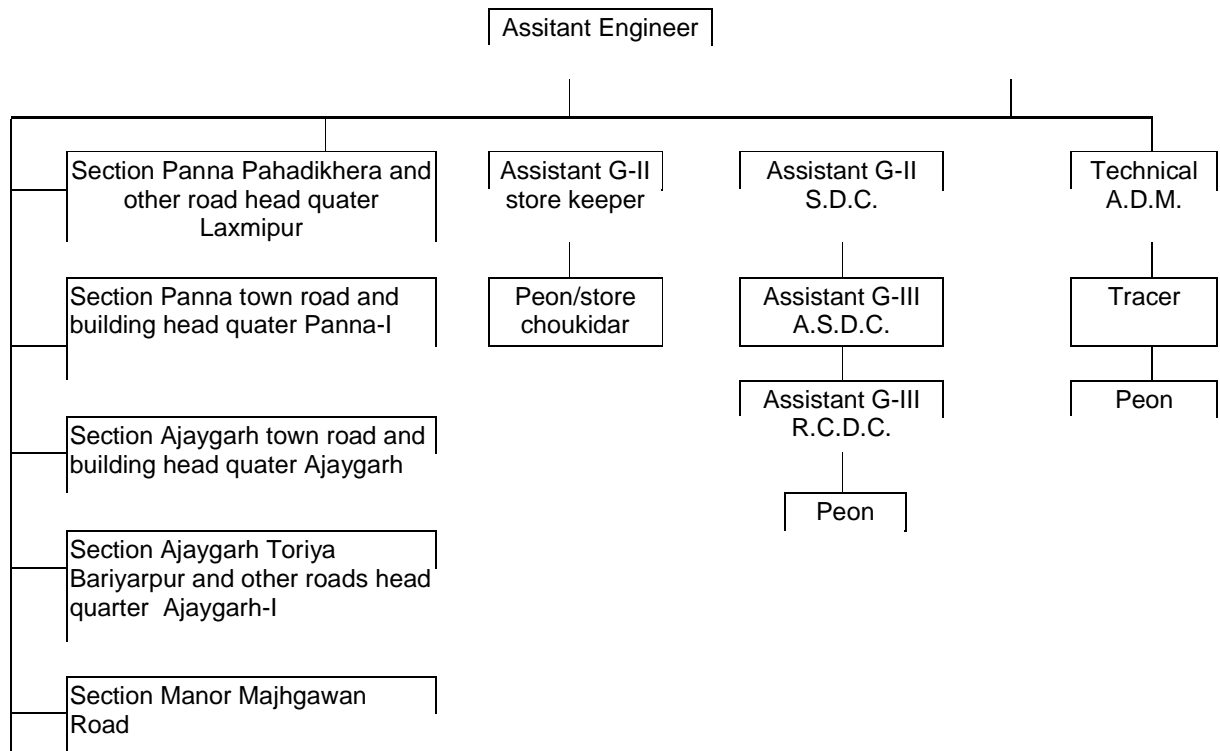 Assitant Engineer
Section Panna Pahadikhera and
other road head quater
Laxmipur
Assistant G-II
store keeper
Assistant G-II
S.D.C.
Technical
A.D.M.
Section Panna town road and
building head quater Panna-I
Peon/store
choukidar
Assistant G-III
A.S.D.C.
Tracer
Assistant G-III
R.C.D.C.
Peon
Section Ajaygarh town road and
building head quater Ajaygarh
Peon
Section Ajaygarh Toriya
Bariyarpur and other roads head
quarter Ajaygarh-I
Section Manor Majhgawan
Road